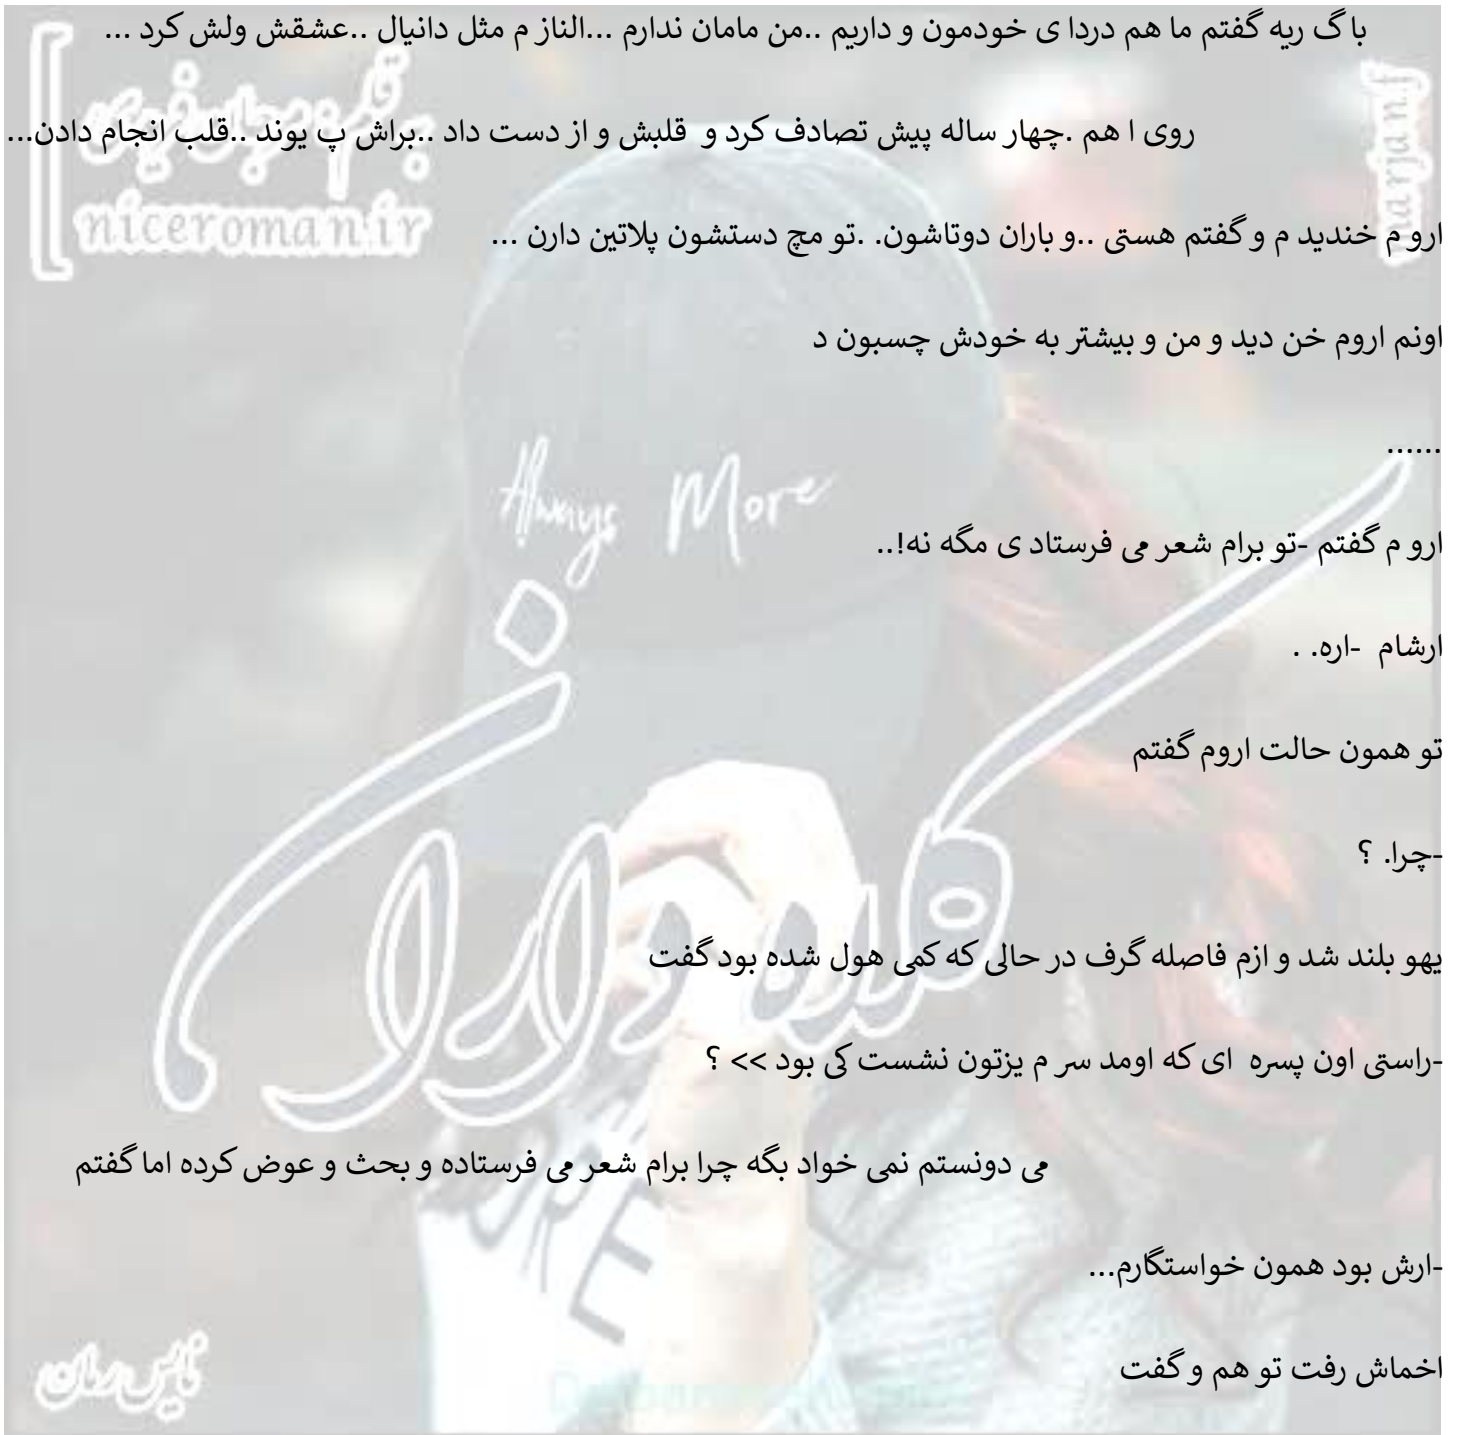 با گ ریه گفتم ما هم دردا ی خودمون و داریم ..من مامان ندارم ...الناز م مثل دانیال ..عشقش ولش کرد ...
روی ا هم .چهار ساله پیش تصادف کرد و قلبش و از دست داد ..براش پ یوند ..قلب انجام دادن...
niceroman.ir
marjan.f
ارو م خندید م و گفتم هستی ..و باران دوتاشون. .تو مچ دستشون پلاتین دارن ...
اونم اروم خن دید و من و بیشتر به خودش چسبون د
......
Always More
ارو م گفتم -تو برام شعر می فرستاد ی مگه نه!..
ارشام -اره. .
تو همون حالت اروم گفتم
-چرا. ؟
یهو بلند شد و ازم فاصله گرف در حالی که کمی هول شده بود گفت
-راستی اون پسره ای که اومد سر م یزتون نشست کی بود >> ؟
می دونستم نمی خواد بگه چرا برام شعر می فرستاده و بحث و عوض کرده اما گفتم
-ارش بود همون خواستگارم...
اخماش رفت تو هم و گفت
نایس رمان